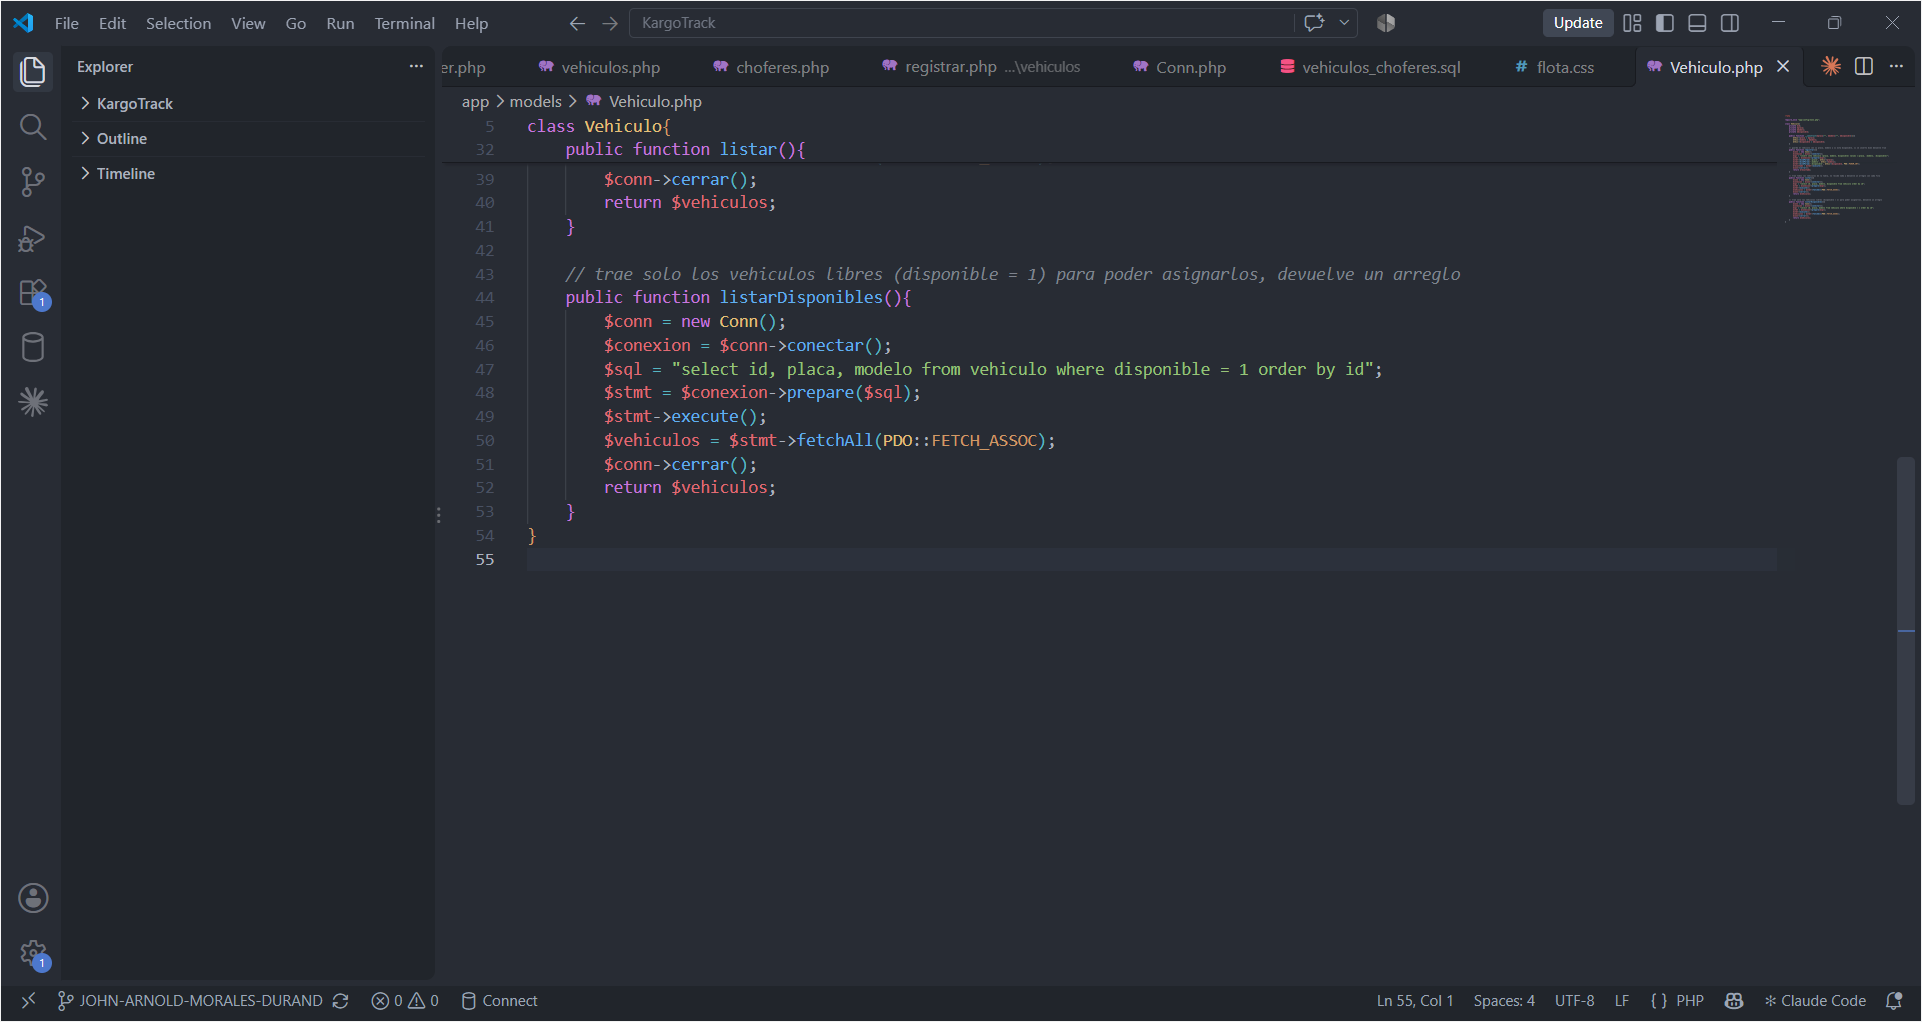 File Edit Selection View Go Run Terminal Help
KargoTrack
Update
Explorer
KargoTrack
Outline
Timeline
er.php
vehiculos.php
choferes.php
registrar.php ...\vehiculos
Conn.php
vehiculos_choferes.sql
# flota.css
Vehiculo.php
app > models > Vehiculo.php
5 class Vehiculo{
32 public function listar(){
39 $conn->cerrar();
40 return $vehiculos;
41 }
42
43 // trae solo los vehiculos libres (disponible = 1) para poder asignarlos, devuelve un arreglo
44 public function listarDisponibles(){
45 $conn = new Conn();
46 $conexion = $conn->conectar();
47 $sql = "select id, placa, modelo from vehiculo where disponible = 1 order by id";
48 $stmt = $conexion->prepare($sql);
49 $stmt->execute();
50 $vehiculos = $stmt->fetchAll(PDO::FETCH_ASSOC);
51 $conn->cerrar();
52 return $vehiculos;
53 }
54 }
55
1
1
JOHN-ARNOLD-MORALES-DURAND
0 0
Connect
Ln 55, Col 1
Spaces: 4
UTF-8
LF
{ } PHP
Claude Code